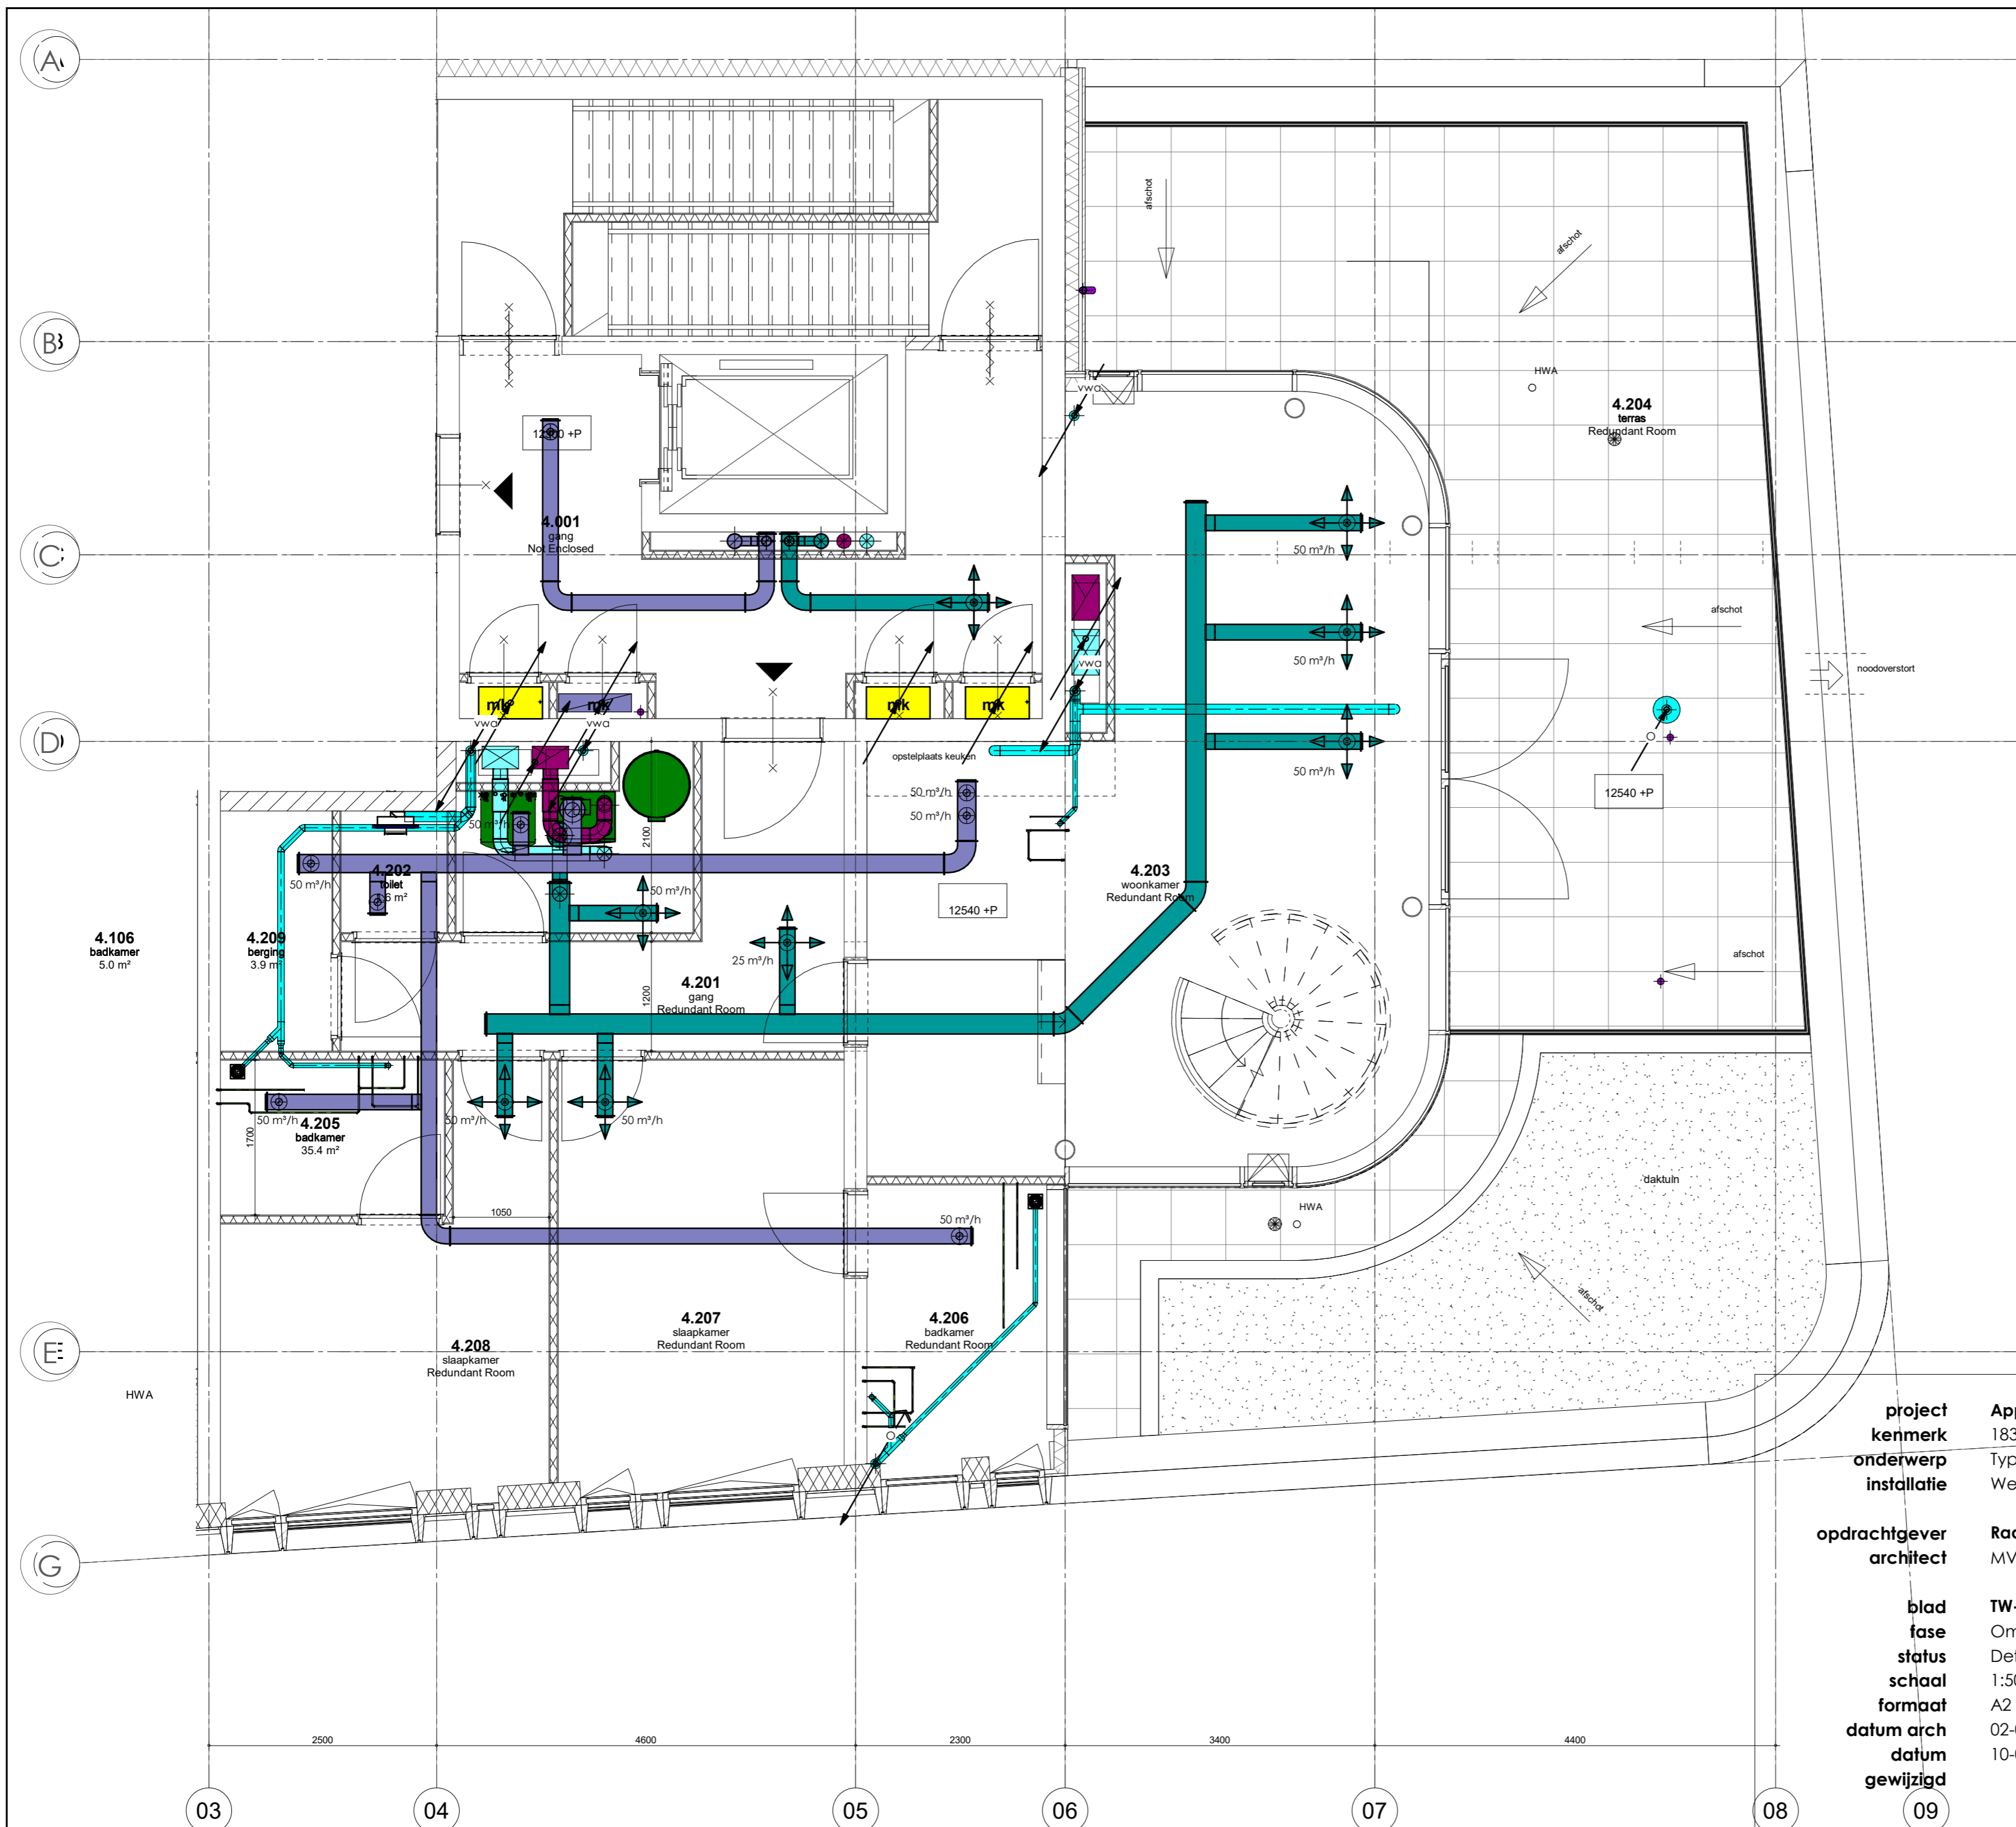 A
B
C
D
E
G
afschot
afschot
HWA
4.204
terras
Redundant Room
vwa
+P
4.001
gang
Not Enclosed
50 m³/h
50 m³/h
50 m³/h
afschot
noodoverstort
vwa
mk
mk
mk
mk
vwa
vwa
opstelplaats keuken
50 m³/h
50 m³/h
12540 +P
50 m³/h
2100
50 m³/h
4.202
toilet
50 m³/h
12540 +P
4.203
woonkamer
Redundant Room
4.106
badkamer
5.0 m²
4.209
berging
3.9 m
25 m³/h
4.201
gang
Redundant Room
1200
afschot
50 m³/h
4.205
badkamer
35.4 m²
1700
50 m³/h
50 m³/h
1050
50 m³/h
HWA
daktuin
afschot
4.208
slaapkamer
Redundant Room
4.207
slaapkamer
Redundant Room
4.206
badkamer
Redundant Room
HWA
project
kenmerk 183
onderwerp
installatie
opdrachtgever
architect
blad TW-
fase
status
schaal
formaat A2
datum arch
datum
gewijzigd
2500
4600
2300
3400
4400
03
04
05
06
07
08
09